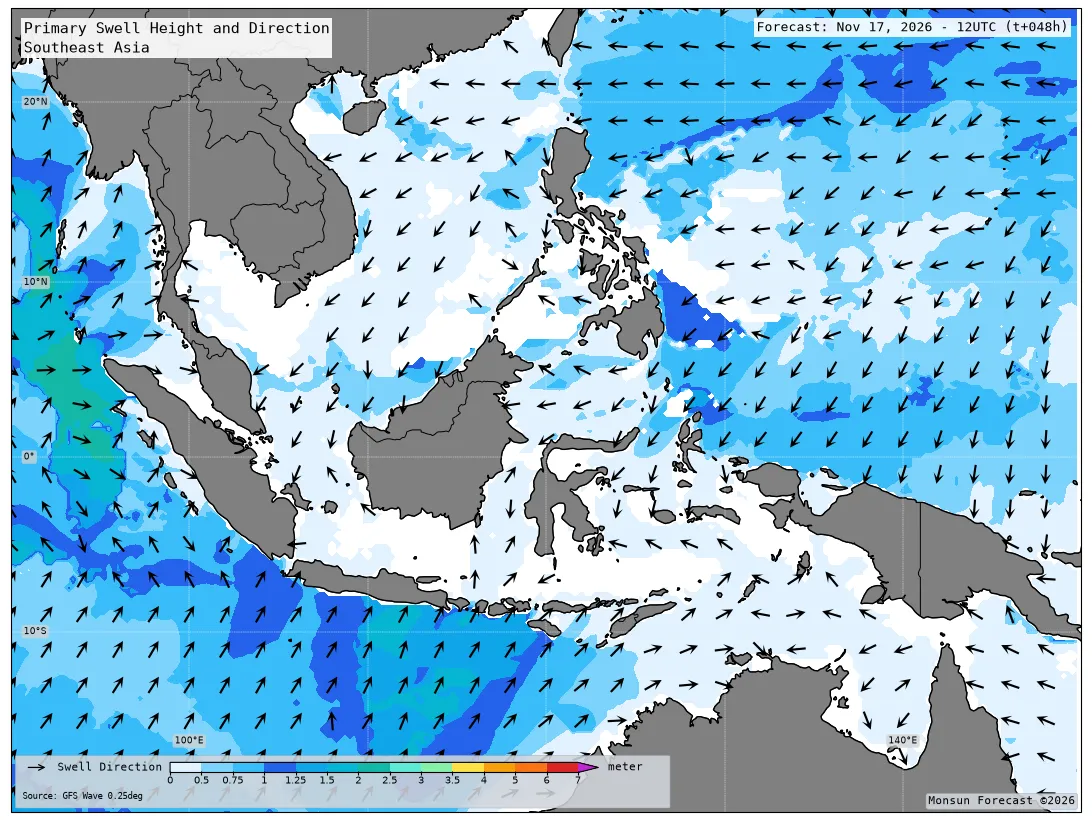 Primary Swell Height and Direction
Southeast Asia
Forecast: Nov 17, 2026 - 12UTC (t+048h)
20°N
10°N
0°
10°S
100°E
140°E
Swell Direction
0 0.5 0.75 1 1.25 1.5 2 2.5 3 3.5 4 5 6 7
meter
Source: GFS Wave 0.25deg
Monsun Forecast ©2026